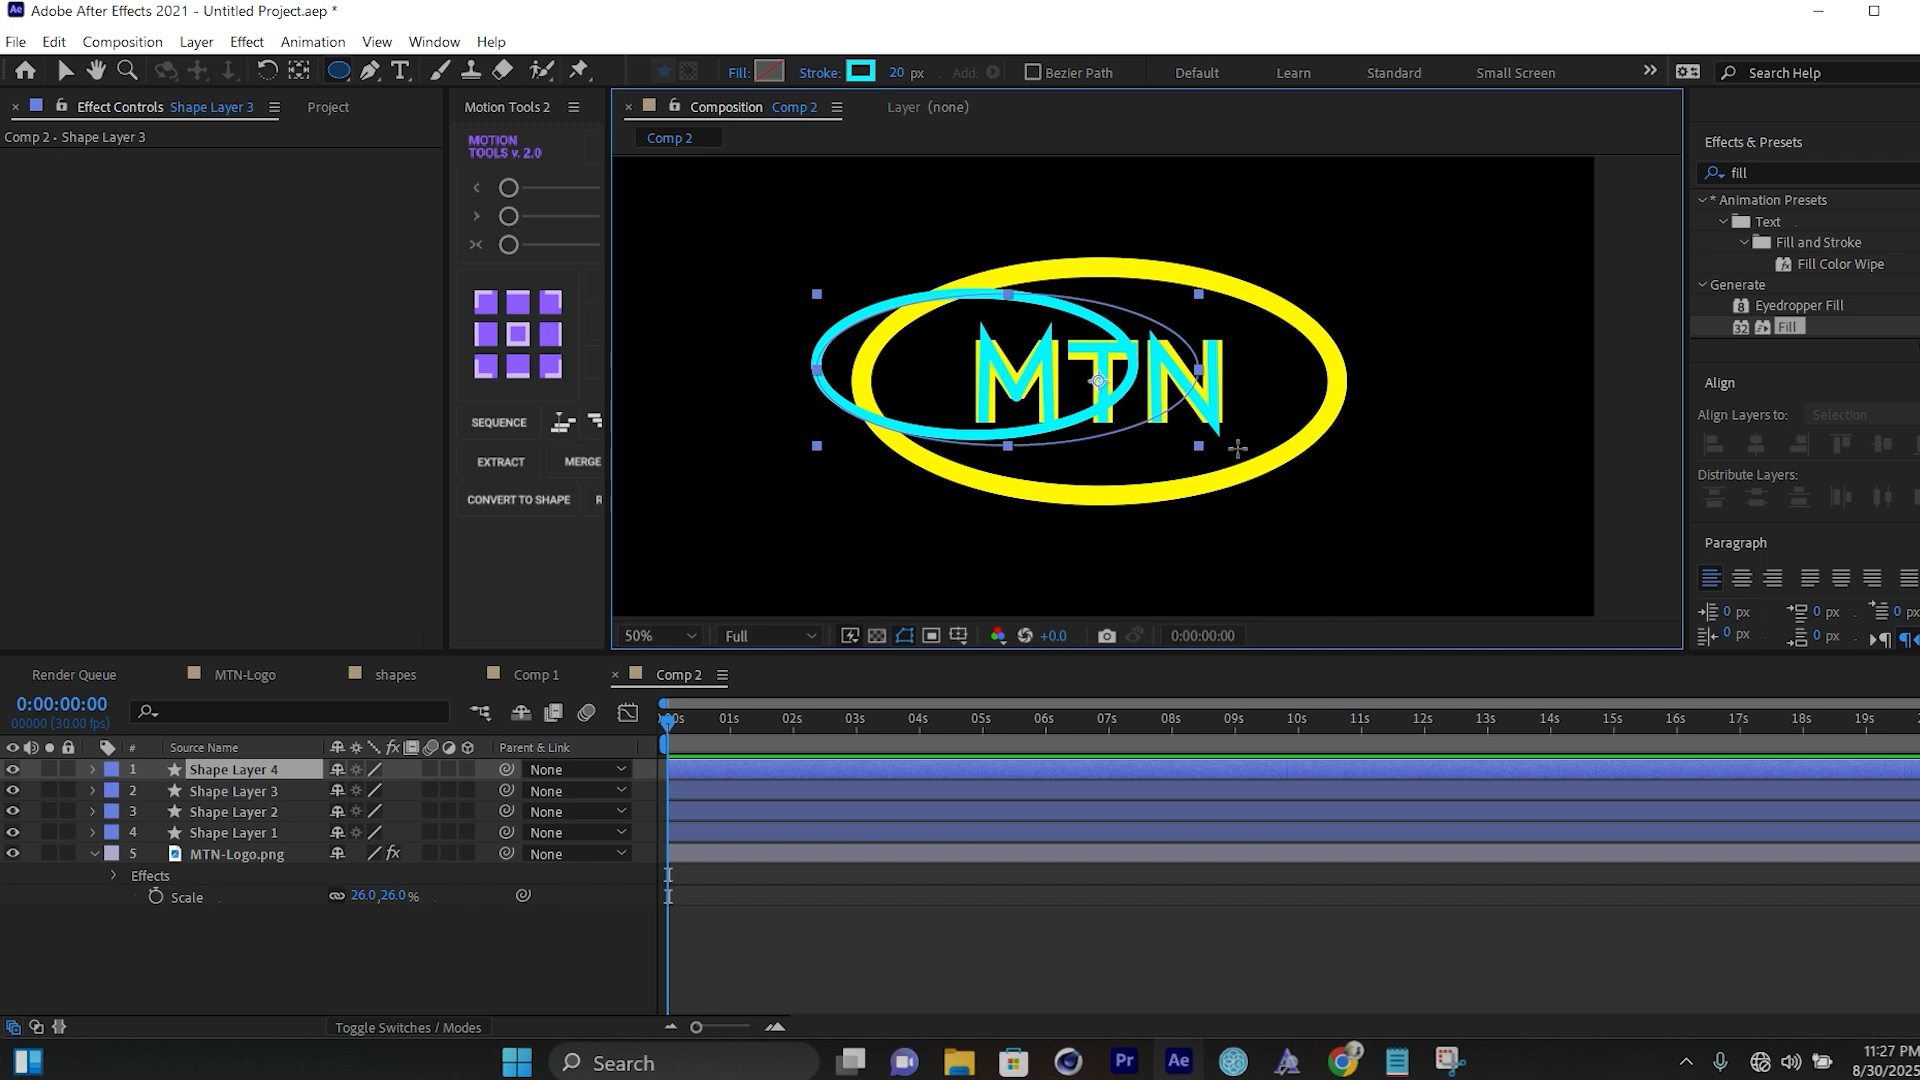 Adobe After Effects 2021 - Untitled Project.aep *
File Edit Composition Layer Effect Animation View Window Help
Fill: Stroke: 20 px Add: Bezier Path Default Learn Standard Small Screen Search Help
Effect Controls Shape Layer 3 Project
Comp 2 - Shape Layer 3
Motion Tools 2
MOTION
TOOLS v. 2.0
SEQUENCE
EXTRACT MERGE
CONVERT TO SHAPE R
Composition Comp 2 Layer (none)
Comp 2
MTN
50% Full +0.0 0:00:00:00
Effects & Presets
fill
* Animation Presets
Text
Fill and Stroke
Fill Color Wipe
Generate
Eyedropper Fill
Fill
Align
Align Layers to: Selection
Distribute Layers:
Paragraph
0 px 0 px 0 px
0 px 0 px
Render Queue MTN-Logo shapes Comp 1 Comp 2
0:00:00:00
00000 (30.00 fps)
:00s 01s 02s 03s 04s 05s 06s 07s 08s 09s 10s 11s 12s 13s 14s 15s 16s 17s 18s 19s 2
# Source Name Parent & Link
1 Shape Layer 4 None
2 Shape Layer 3 None
3 Shape Layer 2 None
4 Shape Layer 1 None
5 MTN-Logo.png fx None
Effects
Scale 26.0,26.0 %
Toggle Switches / Modes
Search
Pr
Ae
11:27 PM
8/30/2025